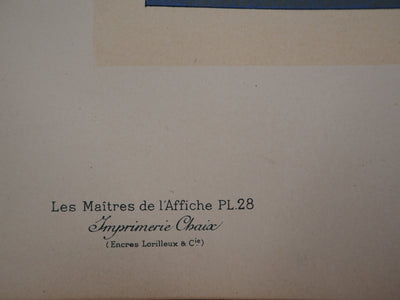 Les Maîtres de l'Affiche PL.28
Imprimerie Chaix
(Encres Lorilleux & Cie)